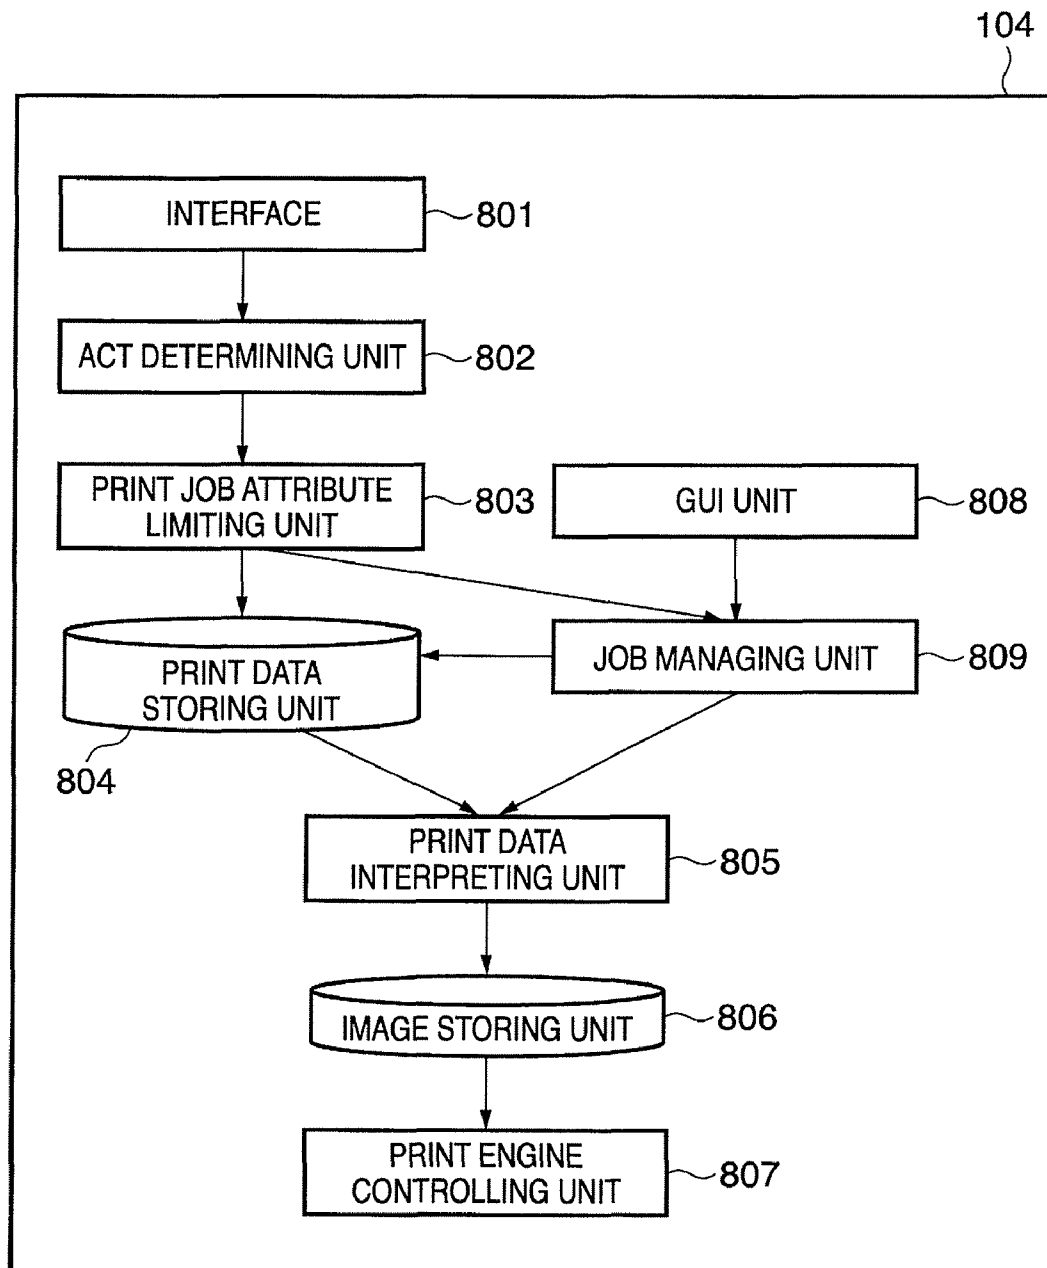 104
INTERFACE
801
ACT DETERMINING UNIT
802
PRINT JOB ATTRIBUTE
LIMITING UNIT
803
GUI UNIT
808
PRINT DATA
STORING UNIT
804
JOB MANAGING UNIT
809
PRINT DATA
INTERPRETING UNIT
805
IMAGE STORING UNIT
806
PRINT ENGINE
CONTROLLING UNIT
807